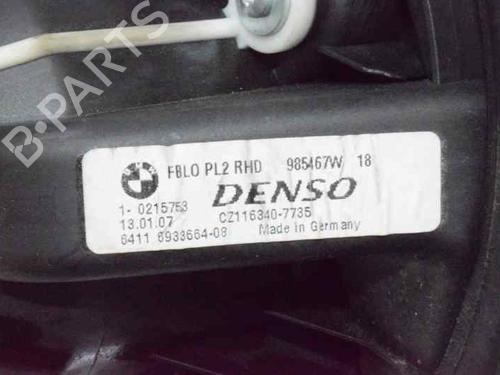 B-PARTS
BMW
FBLO PL2 RHD 985467W 18
DENSO
1- 0215753
CZ116340-7735
13.01.07
6411 6933664-08 Made in Germany